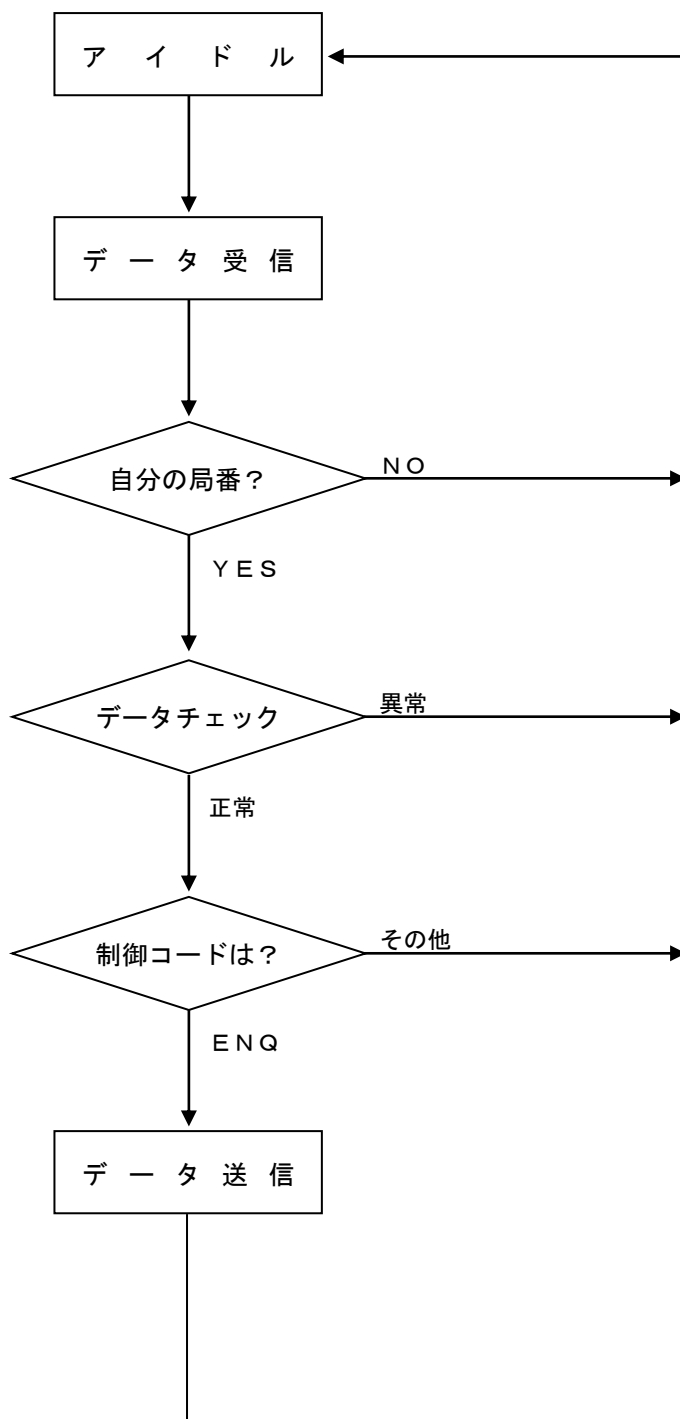 アイドル
データ受信
自分の局番？
ＮＯ
ＹＥＳ
データチェック
異常
正常
制御コードは？
その他
ＥＮＱ
データ送信